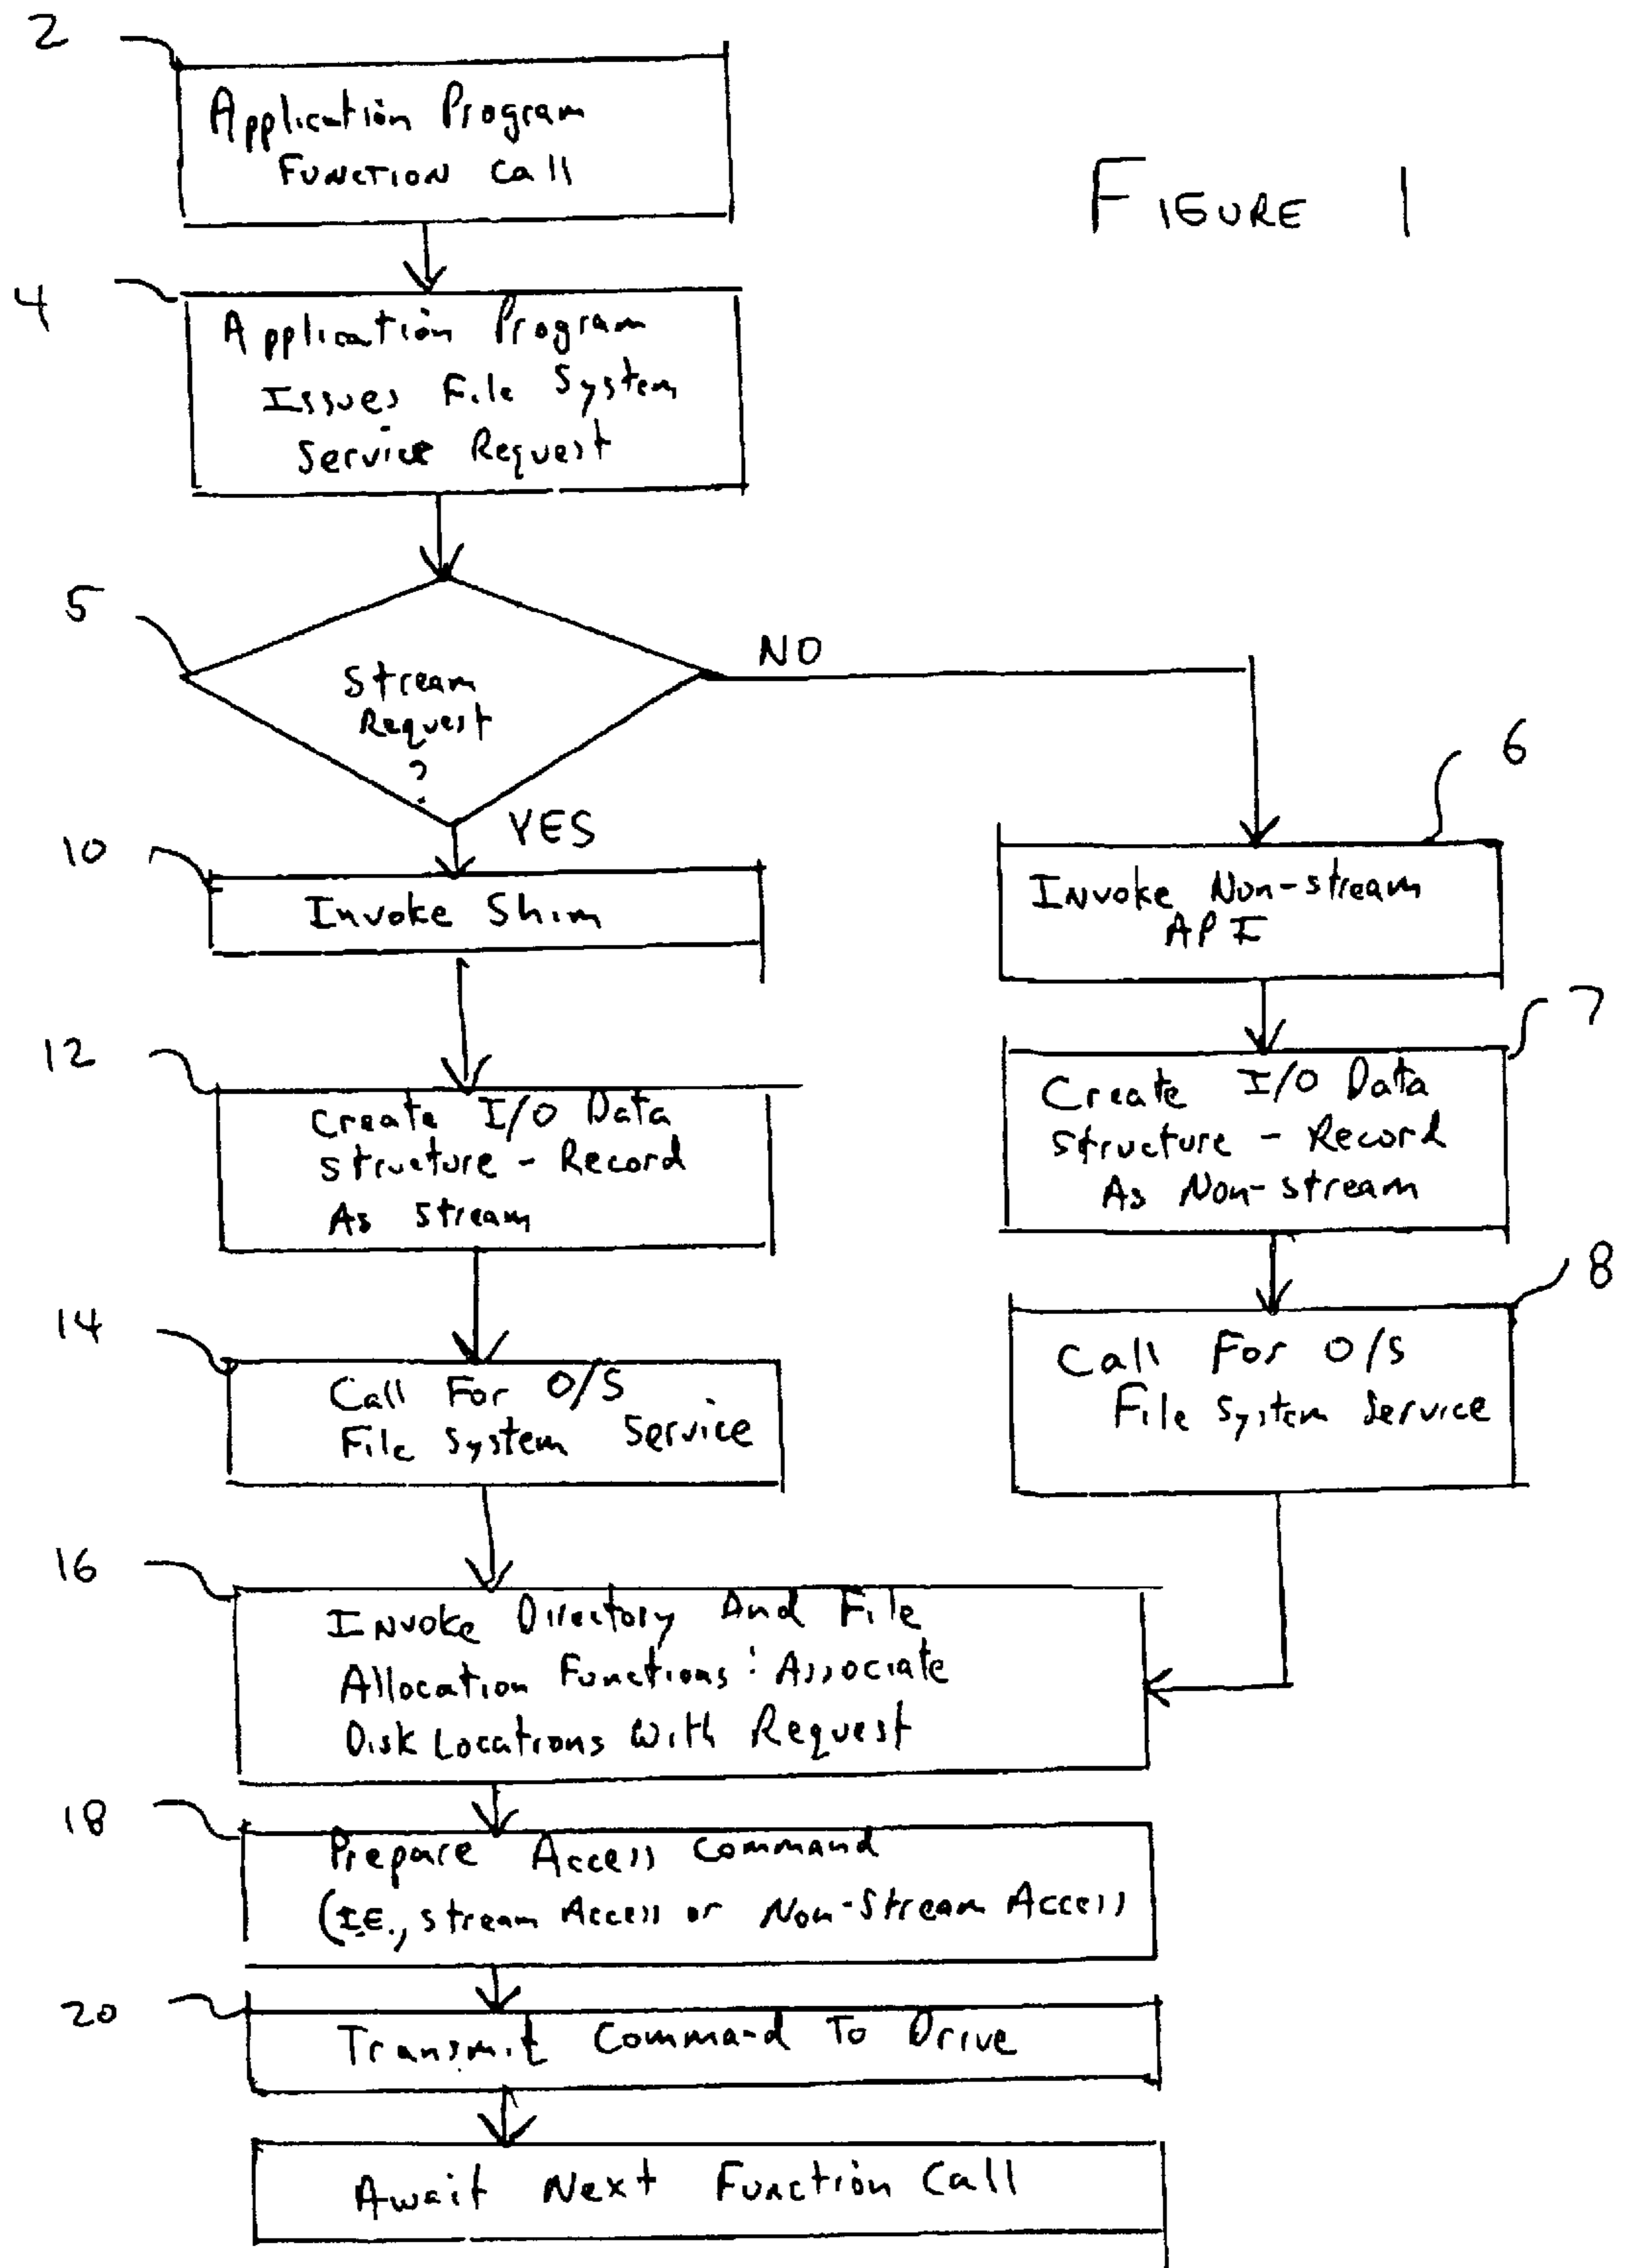 2
Application Program
Function Call
FIGURE 1
4
Application Program
Issues File System
Service Request
5
Stream
Request
?
NO
YES
6
10
Invoke Shim
Invoke Non-stream
API
7
12
Create I/O Data
Structure - Record
As Stream
Create I/O Data
Structure - Record
As Non-stream
8
14
Call For O/S
File System Service
Call For O/S
File System Service
16
Invoke Directory And File
Allocation Functions: Associate
Disk Locations With Request
18
Prepare Access Command
(I.E., Stream Access or Non-Stream Access
20
Transmit Command To Drive
Await Next Function Call